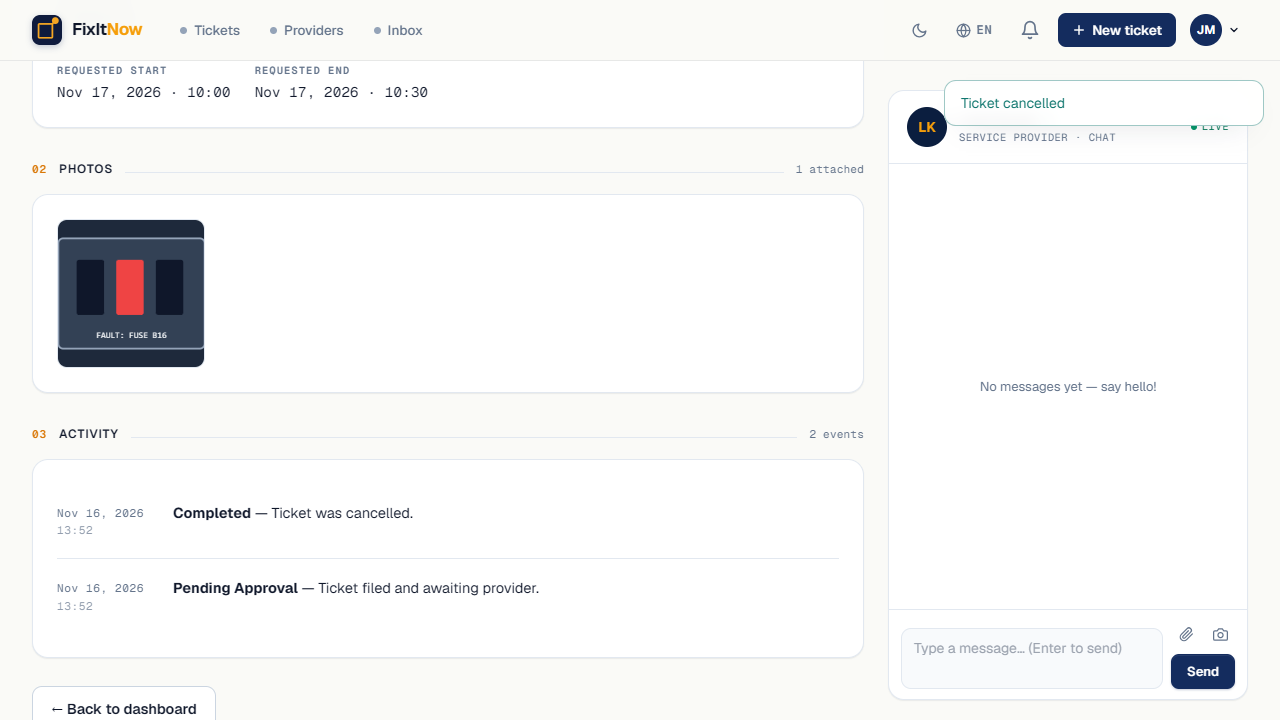 FixItNow
Tickets
Providers
Inbox
EN
+ New ticket
JM
REQUESTED START
Nov 17, 2026 · 10:00
REQUESTED END
Nov 17, 2026 · 10:30
02 PHOTOS
1 attached
FAULT: FUSE B16
03 ACTIVITY
2 events
Nov 16, 2026
13:52
Completed — Ticket was cancelled.
Nov 16, 2026
13:52
Pending Approval — Ticket filed and awaiting provider.
← Back to dashboard
Ticket cancelled
LK
LIVE
SERVICE PROVIDER · CHAT
No messages yet — say hello!
Type a message… (Enter to send)
Send